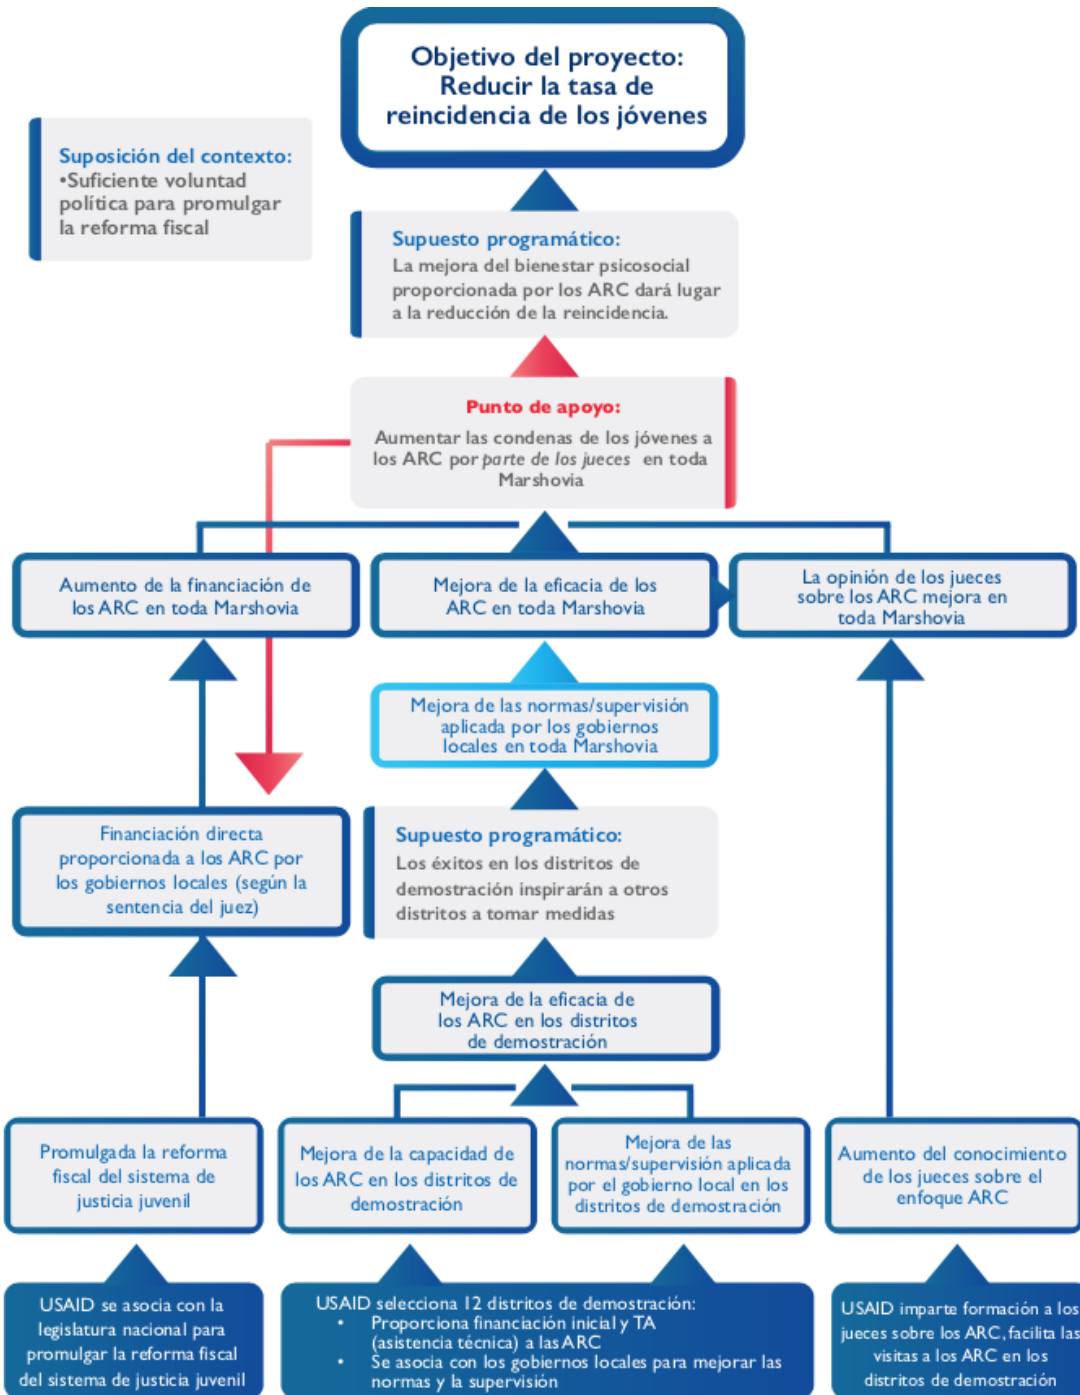 Objetivo del proyecto:
Reducir la tasa de
reincidencia de los jóvenes
Suposición del contexto:
•Suficiente voluntad
política para promulgar
la reforma fiscal
Supuesto programático:
La mejora del bienestar psicosocial
proporcionada por los ARC dará lugar
a la reducción de la reincidencia.
Punto de apoyo:
Aumentar las condenas de los jóvenes a
los ARC por parte de los jueces en toda
Marshovia
Aumento de la financiación de
los ARC en toda Marshovia
Mejora de la eficacia de los
ARC en toda Marshovia
La opinión de los jueces
sobre los ARC mejora en
toda Marshovia
Mejora de las normas/supervisión
aplicada por los gobiernos
locales en toda Marshovia
Financiación directa
proporcionada a los ARC por
los gobiernos locales (según la
sentencia del juez)
Supuesto programático:
Los éxitos en los distritos de
demostración inspirarán a otros
distritos a tomar medidas
Mejora de la eficacia de
los ARC en los distritos
de demostración
Promulgada la reforma
fiscal del sistema de
justicia juvenil
Mejora de la capacidad de
los ARC en los distritos de
demostración
Mejora de las
normas/supervisión aplicada
por el gobierno local en los
distritos de demostración
Aumento del conocimiento
de los jueces sobre el
enfoque ARC
USAID se asocia con la
legislatura nacional para
promulgar la reforma fiscal
del sistema de justicia juvenil
USAID selecciona 12 distritos de demostración:
• Proporciona financiación inicial y TA
(asistencia técnica) a las ARC
• Se asocia con los gobiernos locales para mejorar las
normas y la supervisión
USAID imparte formación a los
jueces sobre los ARC, facilita las
visitas a los ARC en los
distritos de demostración